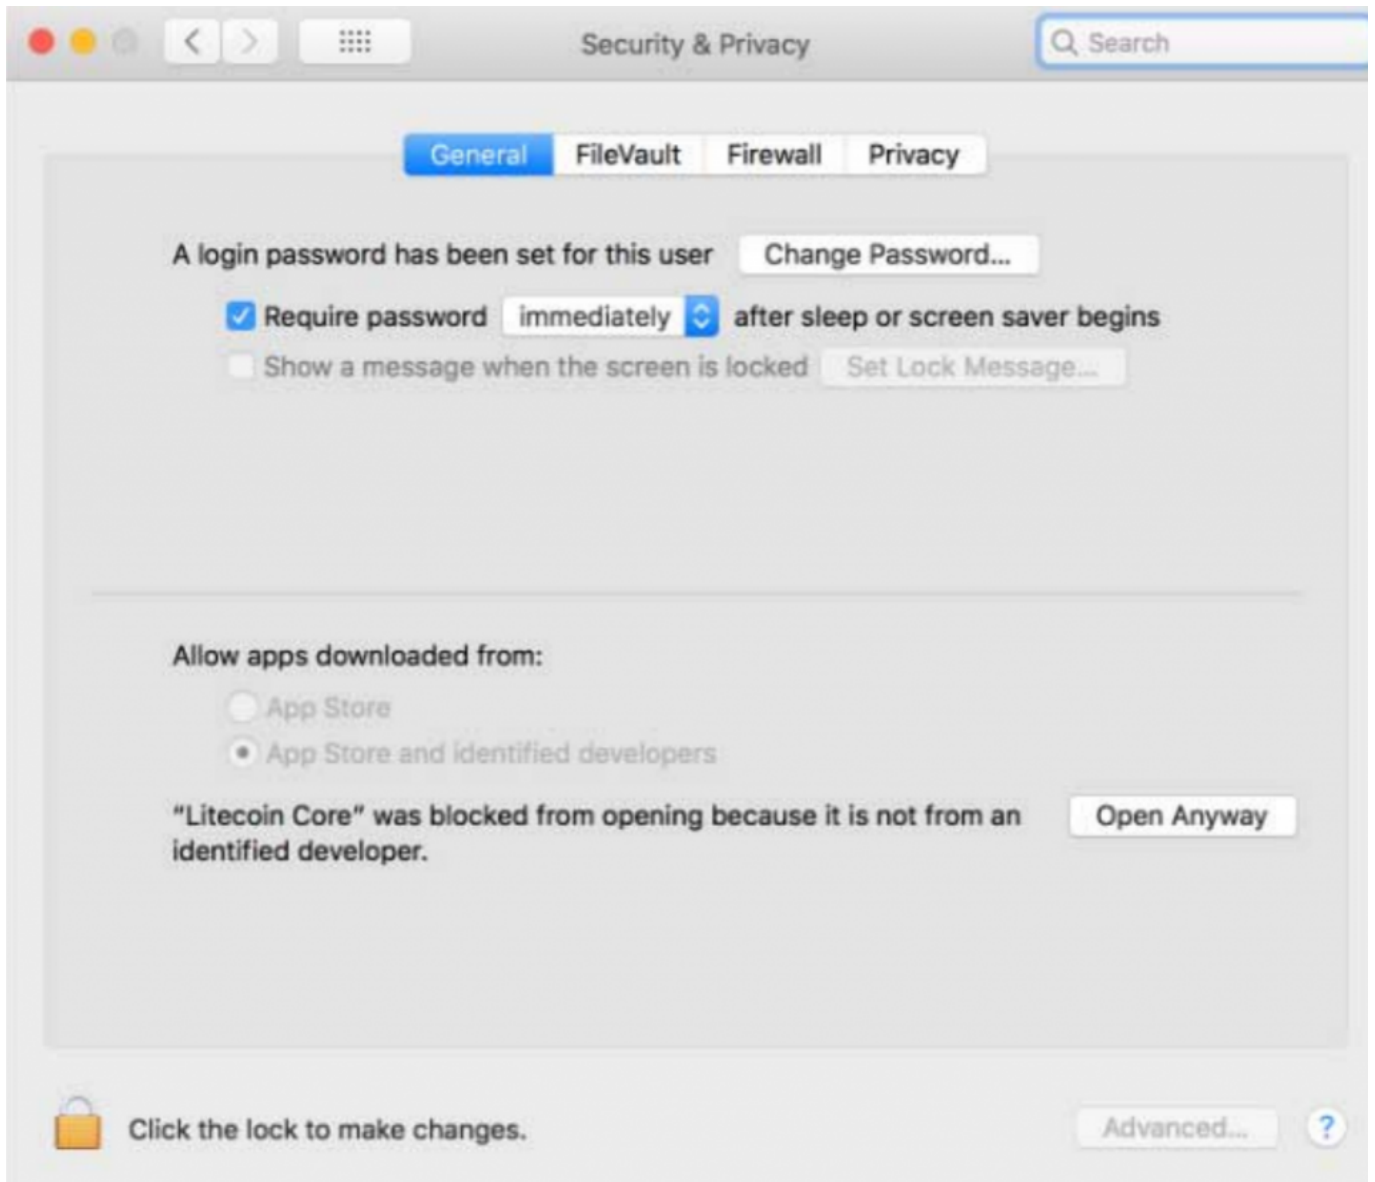 Security & Privacy
Search
General FileVault Firewall Privacy
A login password has been set for this user Change Password...
Require password immediately after sleep or screen saver begins
Show a message when the screen is locked Set Lock Message...
Allow apps downloaded from:
App Store
App Store and identified developers
“Litecoin Core” was blocked from opening because it is not from an Open Anyway
identified developer.
Click the lock to make changes.
Advanced... ?